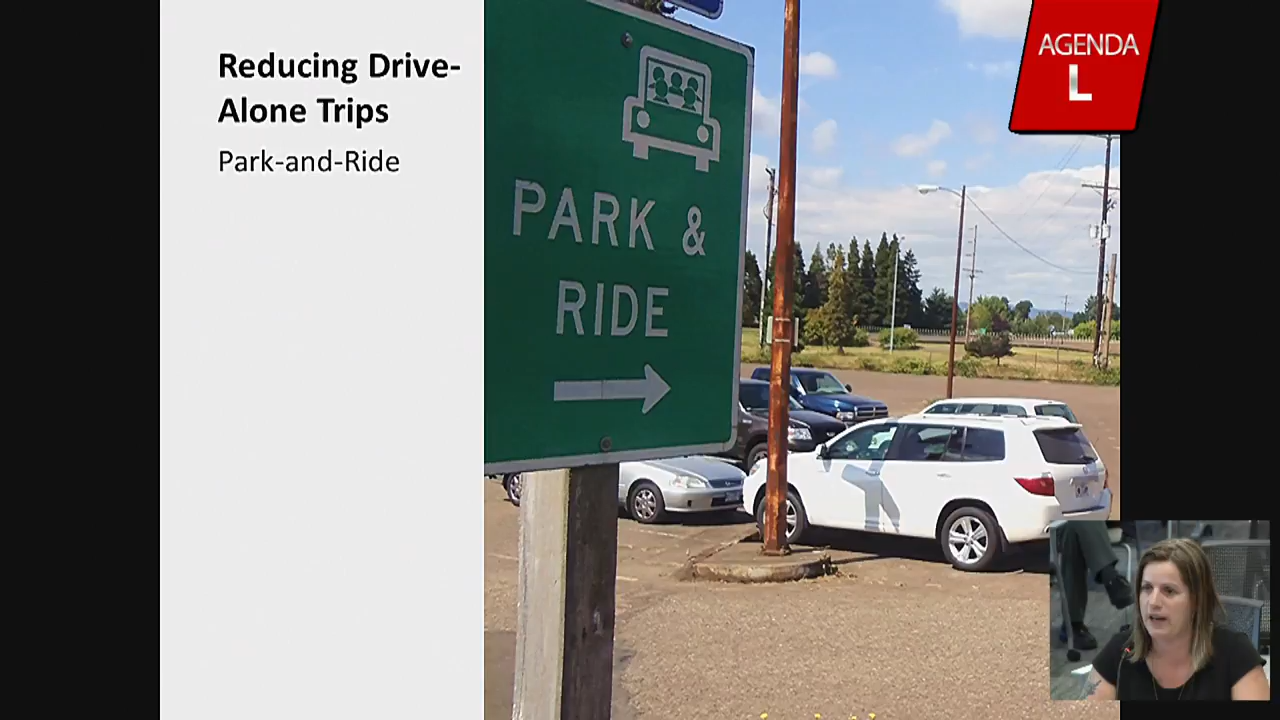 Reducing Drive-
Alone Trips
Park-and-Ride
PARK &
RIDE
AGENDA
L